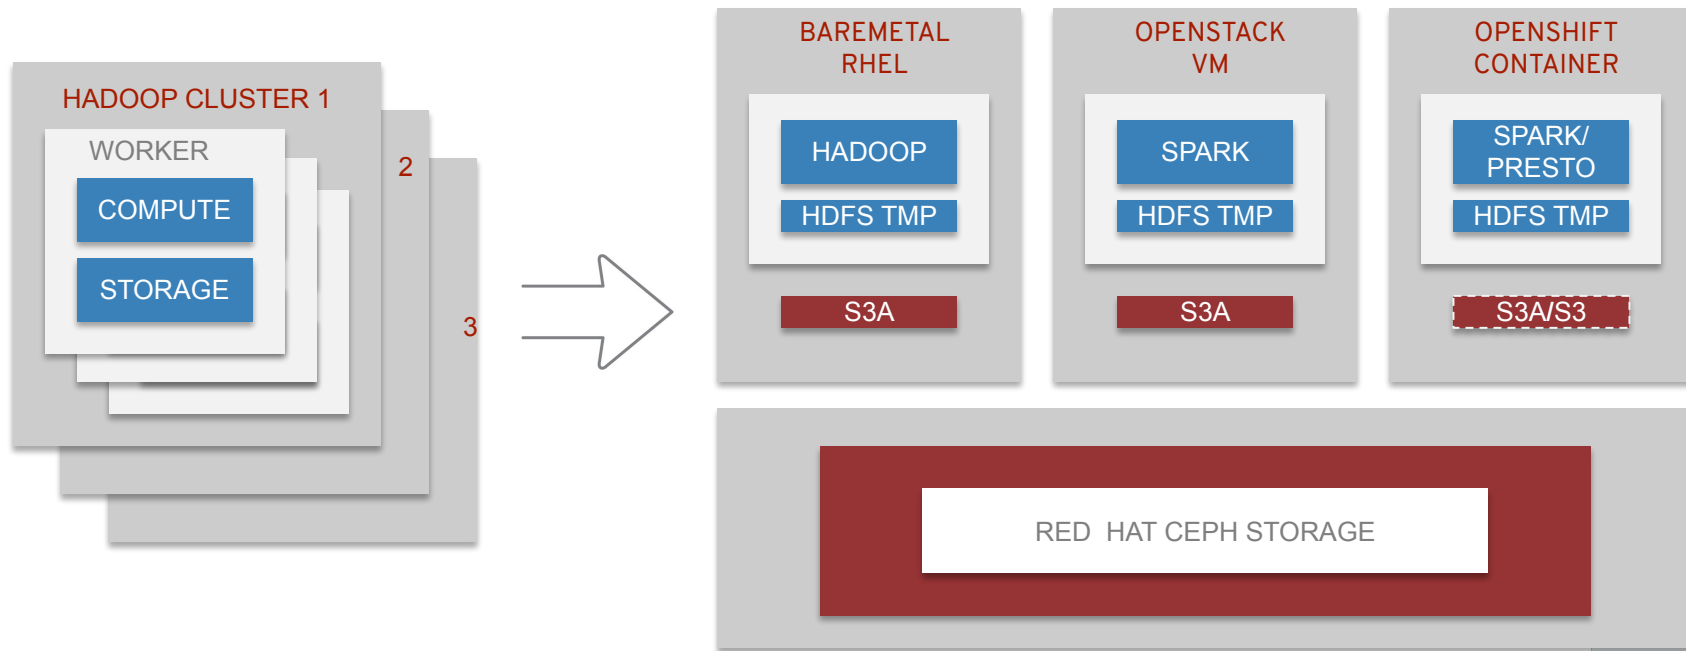 HADOOP CLUSTER 1
WORKER
COMPUTE
STORAGE
2
3
BAREMETAL
RHEL
HADOOP
HDFS TMP
S3A
OPENSTACK
VM
SPARK
HDFS TMP
S3A
OPENSHIFT
CONTAINER
SPARK/
PRESTO
HDFS TMP
S3A/S3
RED HAT CEPH STORAGE